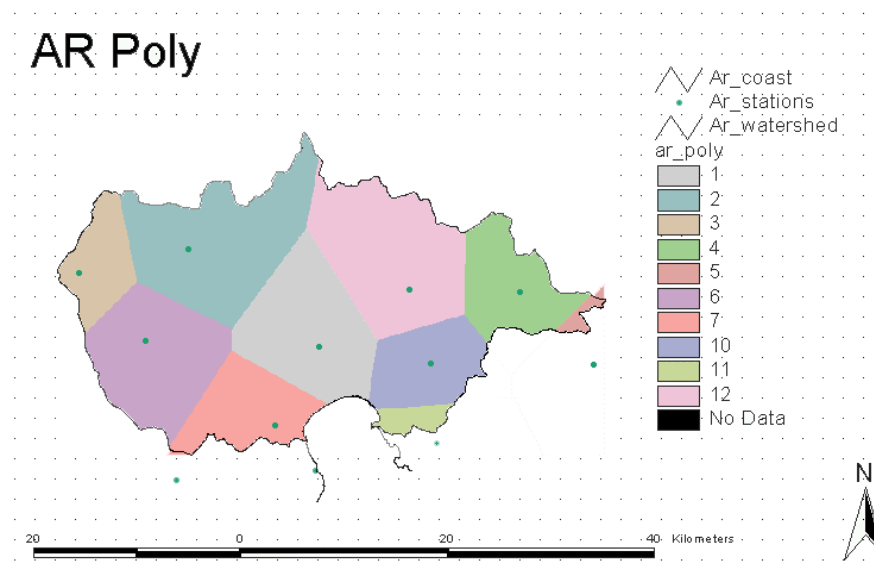 AR Poly
Ar_coast
Ar_stations
Ar_watershed
ar_poly
1
2
3
4
5
6
7
10
11
12
No Data
N
20 0 20 40 Kilometers